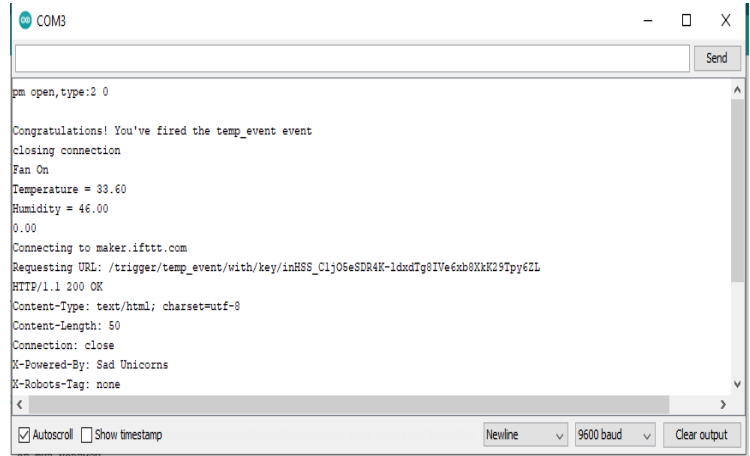 COM3
Send
pm open,type:2 0
Congratulations! You've fired the temp_event event
closing connection
Fan On
Temperature = 33.60
Humidity = 46.00
0.00
Connecting to maker.ifttt.com
Requesting URL: /trigger/temp_event/with/key/inHSS_CljO5eSDR4K-ldxdTg8IVe6xb8XkK29Tpy6ZL
HTTP/1.1 200 OK
Content-Type: text/html; charset=utf-8
Content-Length: 50
Connection: close
X-Powered-By: Sad Unicorns
X-Robots-Tag: none
Autoscroll Show timestamp Newline 9600 baud Clear output